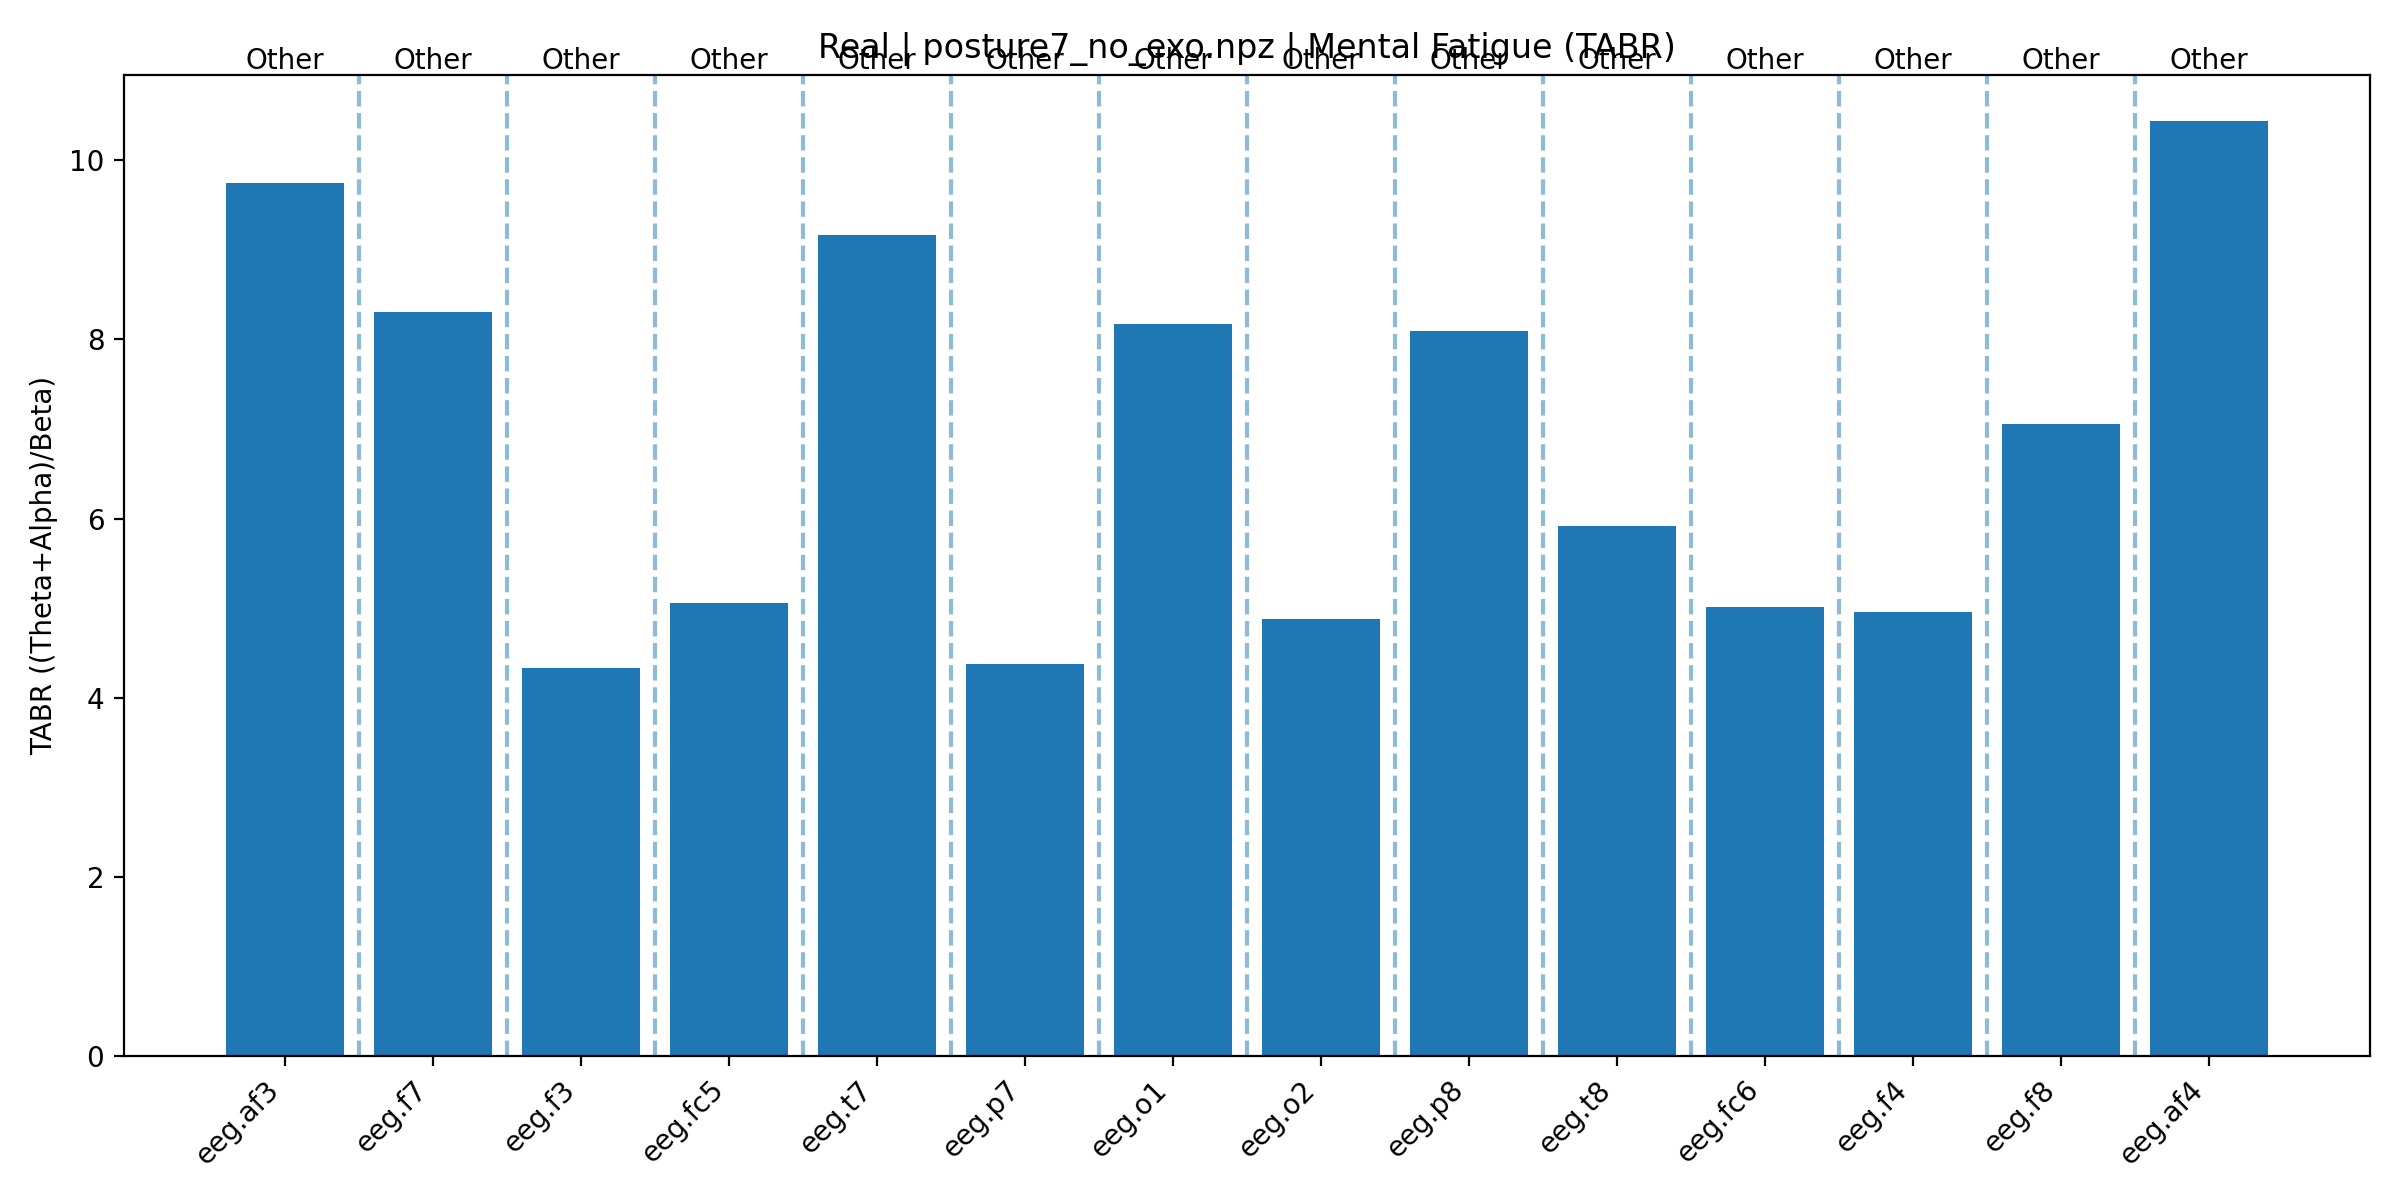 Real | posture7_no_exo.npz | Mental Fatigue (TABR)
Other Other Other Other Other Other Other Other Other Other Other Other Other Other
TABR ((Theta+Alpha)/Beta)
10
8
6
4
2
0
eeg.af3 eeg.f7 eeg.f3 eeg.fc5 eeg.t7 eeg.p7 eeg.o1 eeg.o2 eeg.p8 eeg.t8 eeg.fc6 eeg.f4 eeg.f8 eeg.af4